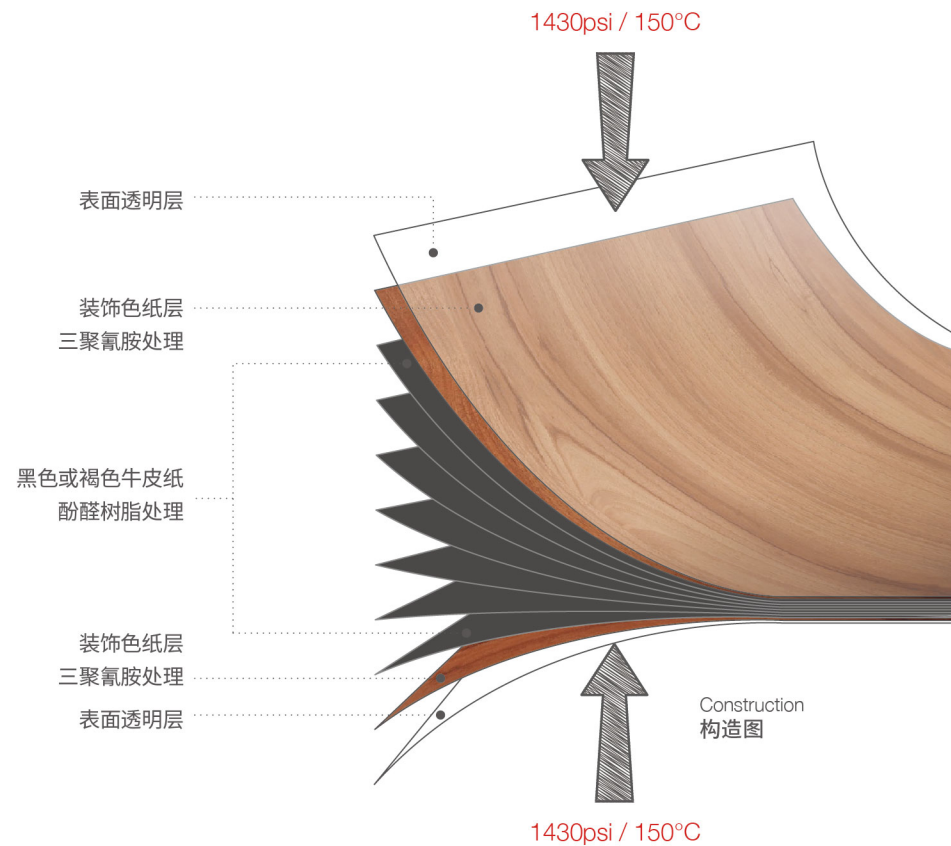 1430psi / 150°C
表面透明层
装饰色纸层
三聚氰胺处理
黑色或褐色牛皮纸
酚醛树脂处理
装饰色纸层
三聚氰胺处理
表面透明层
Construction
构造图
1430psi / 150°C